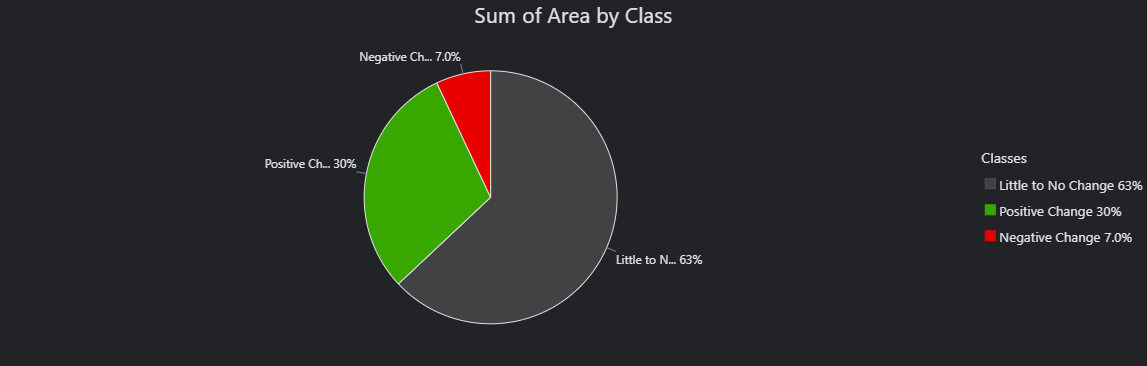 Sum of Area by Class
Negative Ch... 7.0%
Positive Ch... 30%
Little to N... 63%
Classes
Little to No Change 63%
Positive Change 30%
Negative Change 7.0%